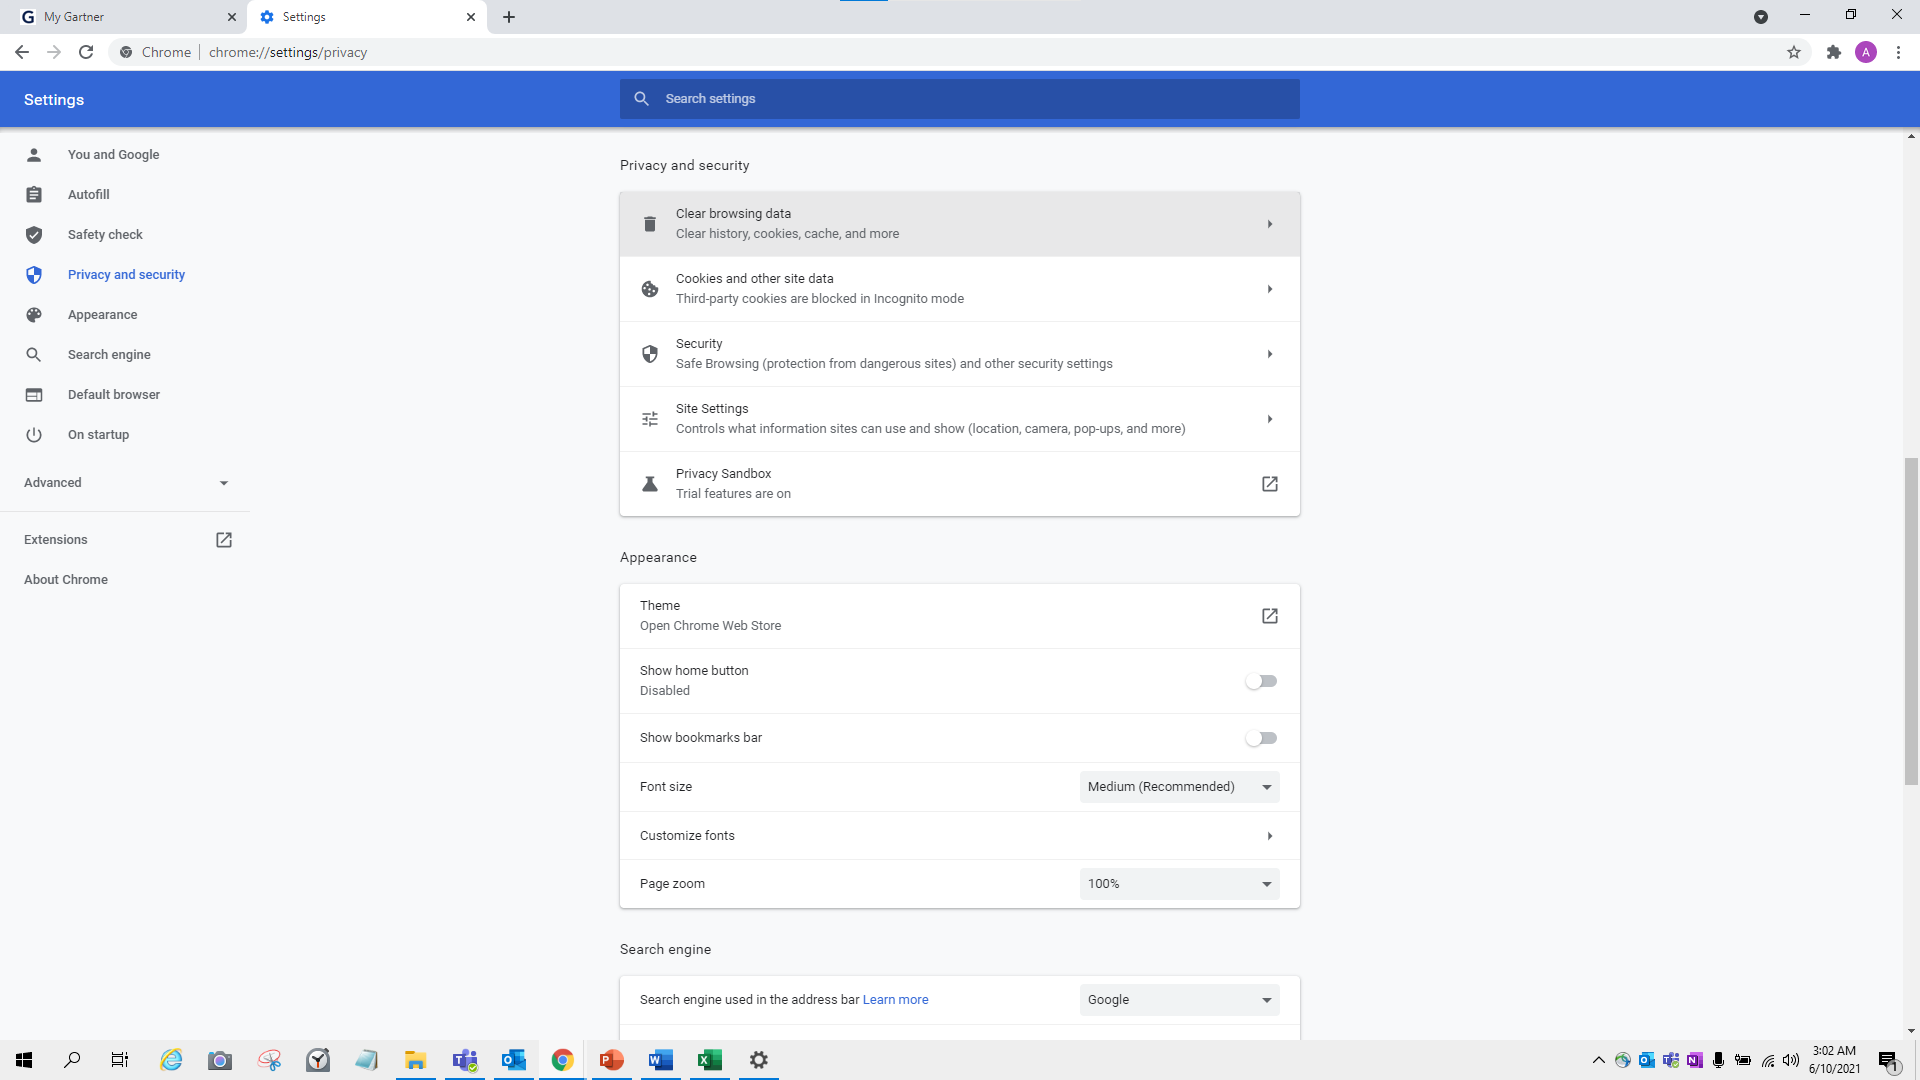 My Gartner
Settings
Chrome
chrome://settings/privacy
A
Settings
Search settings
You and Google
Autofill
Safety check
Privacy and security
Appearance
Search engine
Default browser
On startup
Advanced
Extensions
About Chrome
Privacy and security
Clear browsing data
Clear history, cookies, cache, and more
Cookies and other site data
Third-party cookies are blocked in Incognito mode
Security
Safe Browsing (protection from dangerous sites) and other security settings
Site Settings
Controls what information sites can use and show (location, camera, pop-ups, and more)
Privacy Sandbox
Trial features are on
Appearance
Theme
Open Chrome Web Store
Show home button
Disabled
Show bookmarks bar
Font size
Medium (Recommended)
Customize fonts
Page zoom
100%
Search engine
Search engine used in the address bar Learn more
Google
3:02 AM
6/10/2021
1